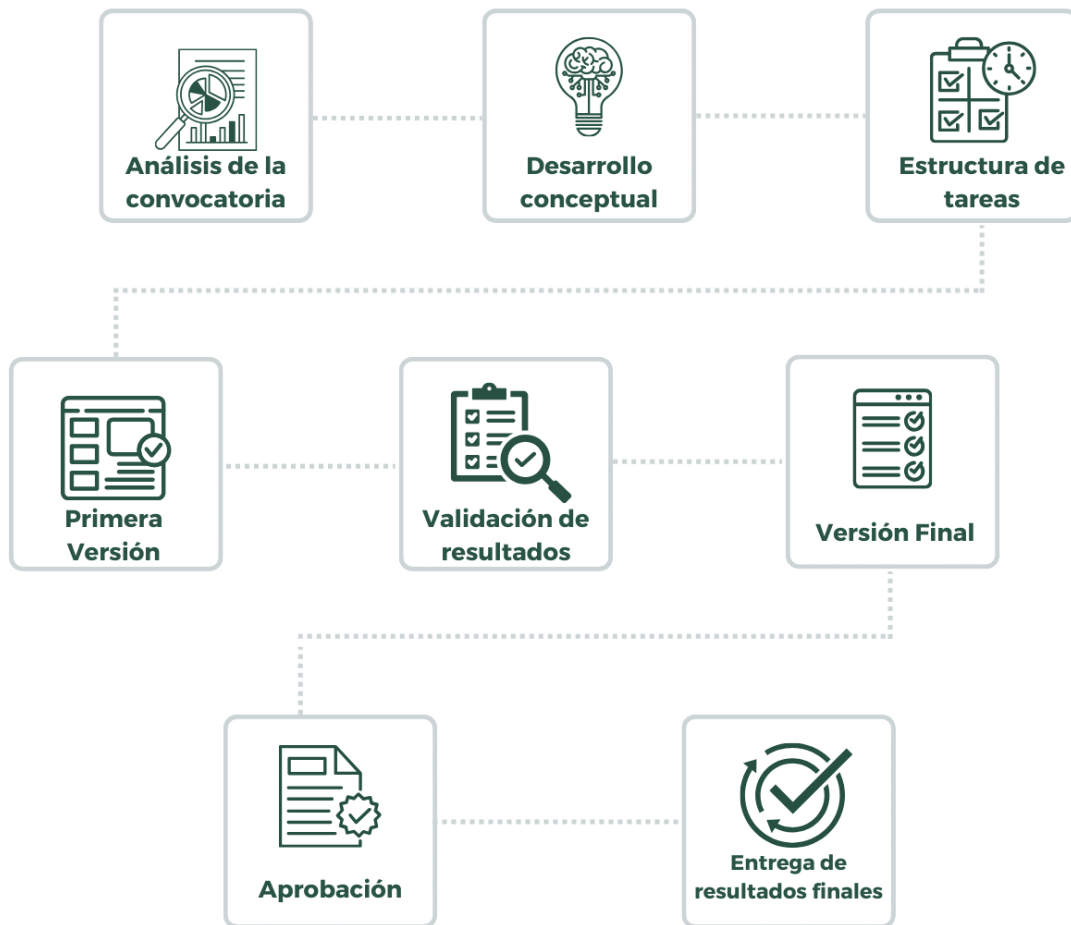 Análisis de la
convocatoria
Desarrollo
conceptual
Estructura de
tareas
Primera
Versión
Validación de
resultados
Versión Final
Aprobación
Entrega de
resultados finales